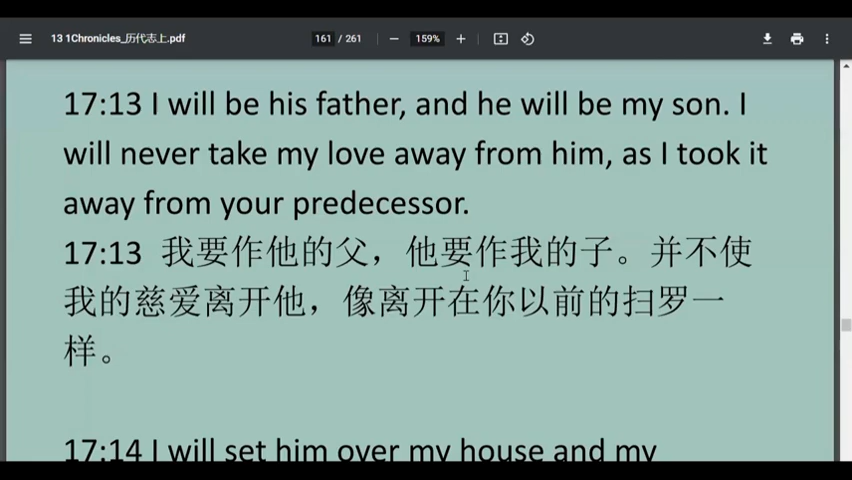 13 1Chronicles_历代志上.pdf
161 / 261
159%
17:13 I will be his father, and he will be my son. I
will never take my love away from him, as I took it
away from your predecessor.
17:13 我要作他的父，他要作我的子。并不使
我的慈爱离开他，像离开在你以前的扫罗一
样。
17:14 I will set him over my house and my